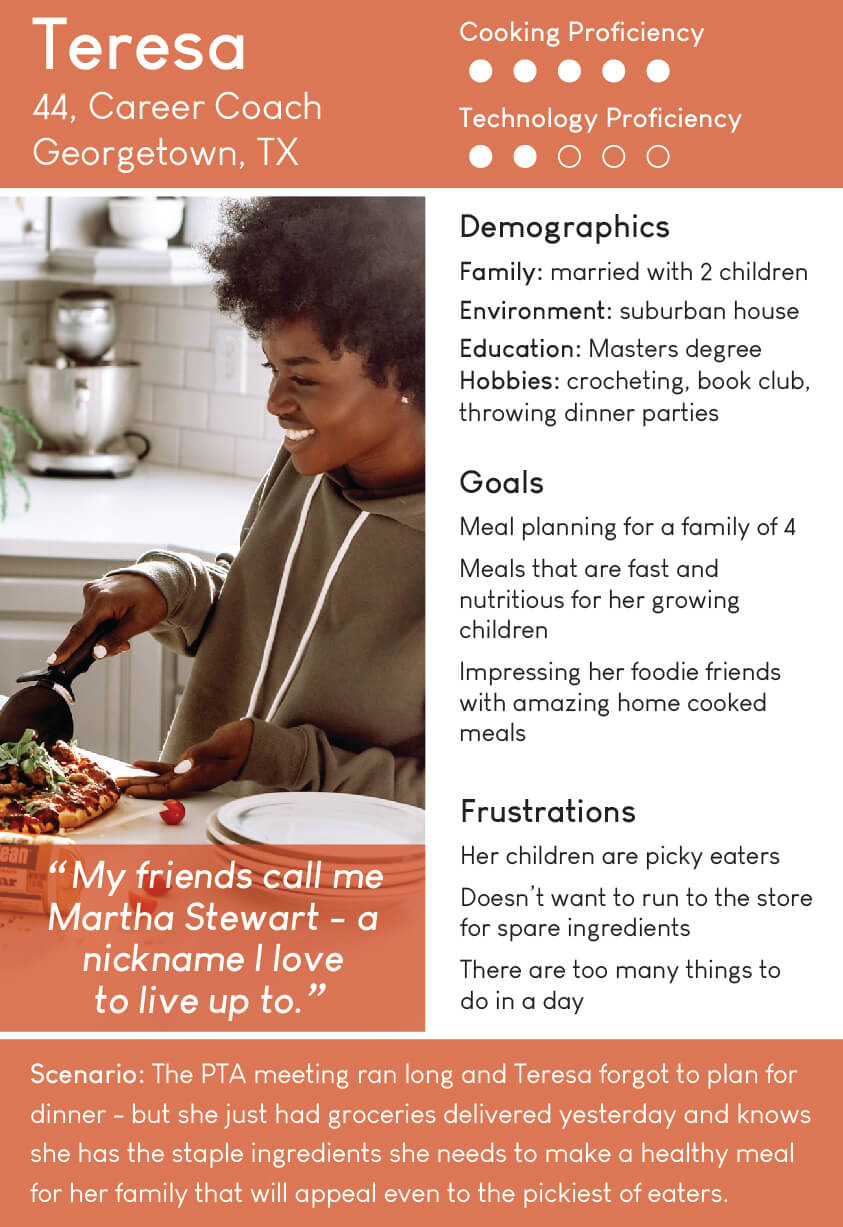 Teresa
44, Career Coach
Georgetown, TX
Cooking Proficiency
Technology Proficiency
Demographics
Family: married with 2 children
Environment: suburban house
Education: Masters degree
Hobbies: crocheting, book club,
throwing dinner parties
Goals
Meal planning for a family of 4
Meals that are fast and
nutritious for her growing
children
Impressing her foodie friends
with amazing home cooked
meals
Frustrations
Her children are picky eaters
Doesn’t want to run to the store
for spare ingredients
There are too many things to
do in a day
“My friends call me
Martha Stewart - a
nickname I love
to live up to.”
Scenario: The PTA meeting ran long and Teresa forgot to plan for
dinner - but she just had groceries delivered yesterday and knows
she has the staple ingredients she needs to make a healthy meal
for her family that will appeal even to the pickiest of eaters.